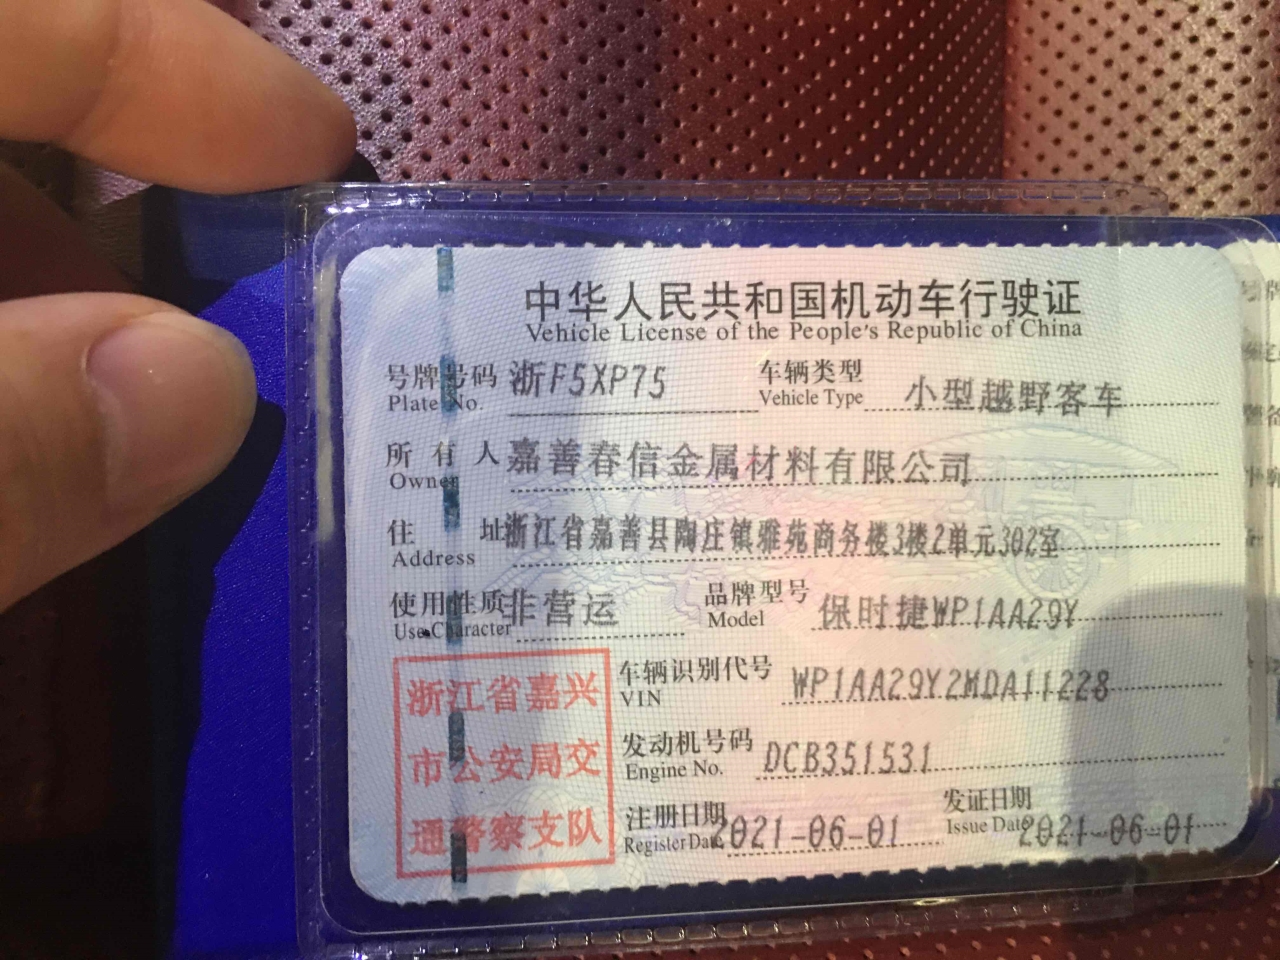 中华人民共和国机动车行驶证
Vehicle License of the People's Republic of China
号牌号码 浙F5XP75 车辆类型 小型越野客车
Plate No. Vehicle Type
所有人 嘉善春信金属材料有限公司
Owner
住址 浙江省嘉善县陶庄镇雅苑商务楼3楼2单元302室
Address
使用性质 非营运 品牌型号 保时捷WP1AA29Y
Use Character Model
浙江省嘉兴
市公安局交
通警察支队
车辆识别代号 WP1AA29Y2MDA11228
VIN
发动机号码 DCB351531
Engine No.
注册日期 2021-06-01 发证日期 2021-06-01
Register Date Issue Date